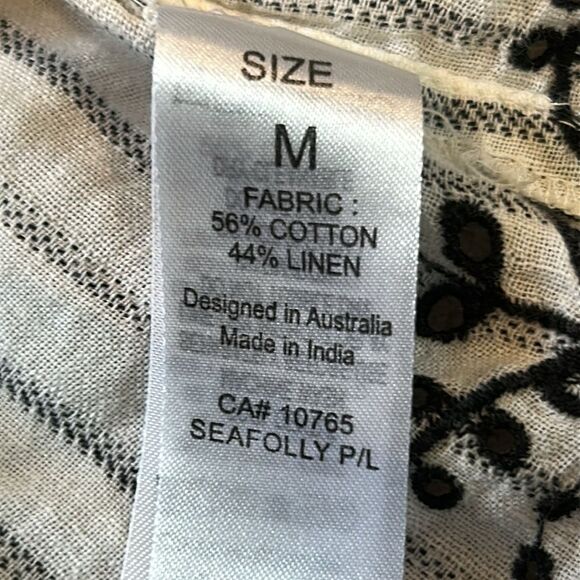 SIZE
M
FABRIC :
56% COTTON
44% LINEN
Designed in Australia
Made in India
CA# 10765
SEAFOLLY P/L